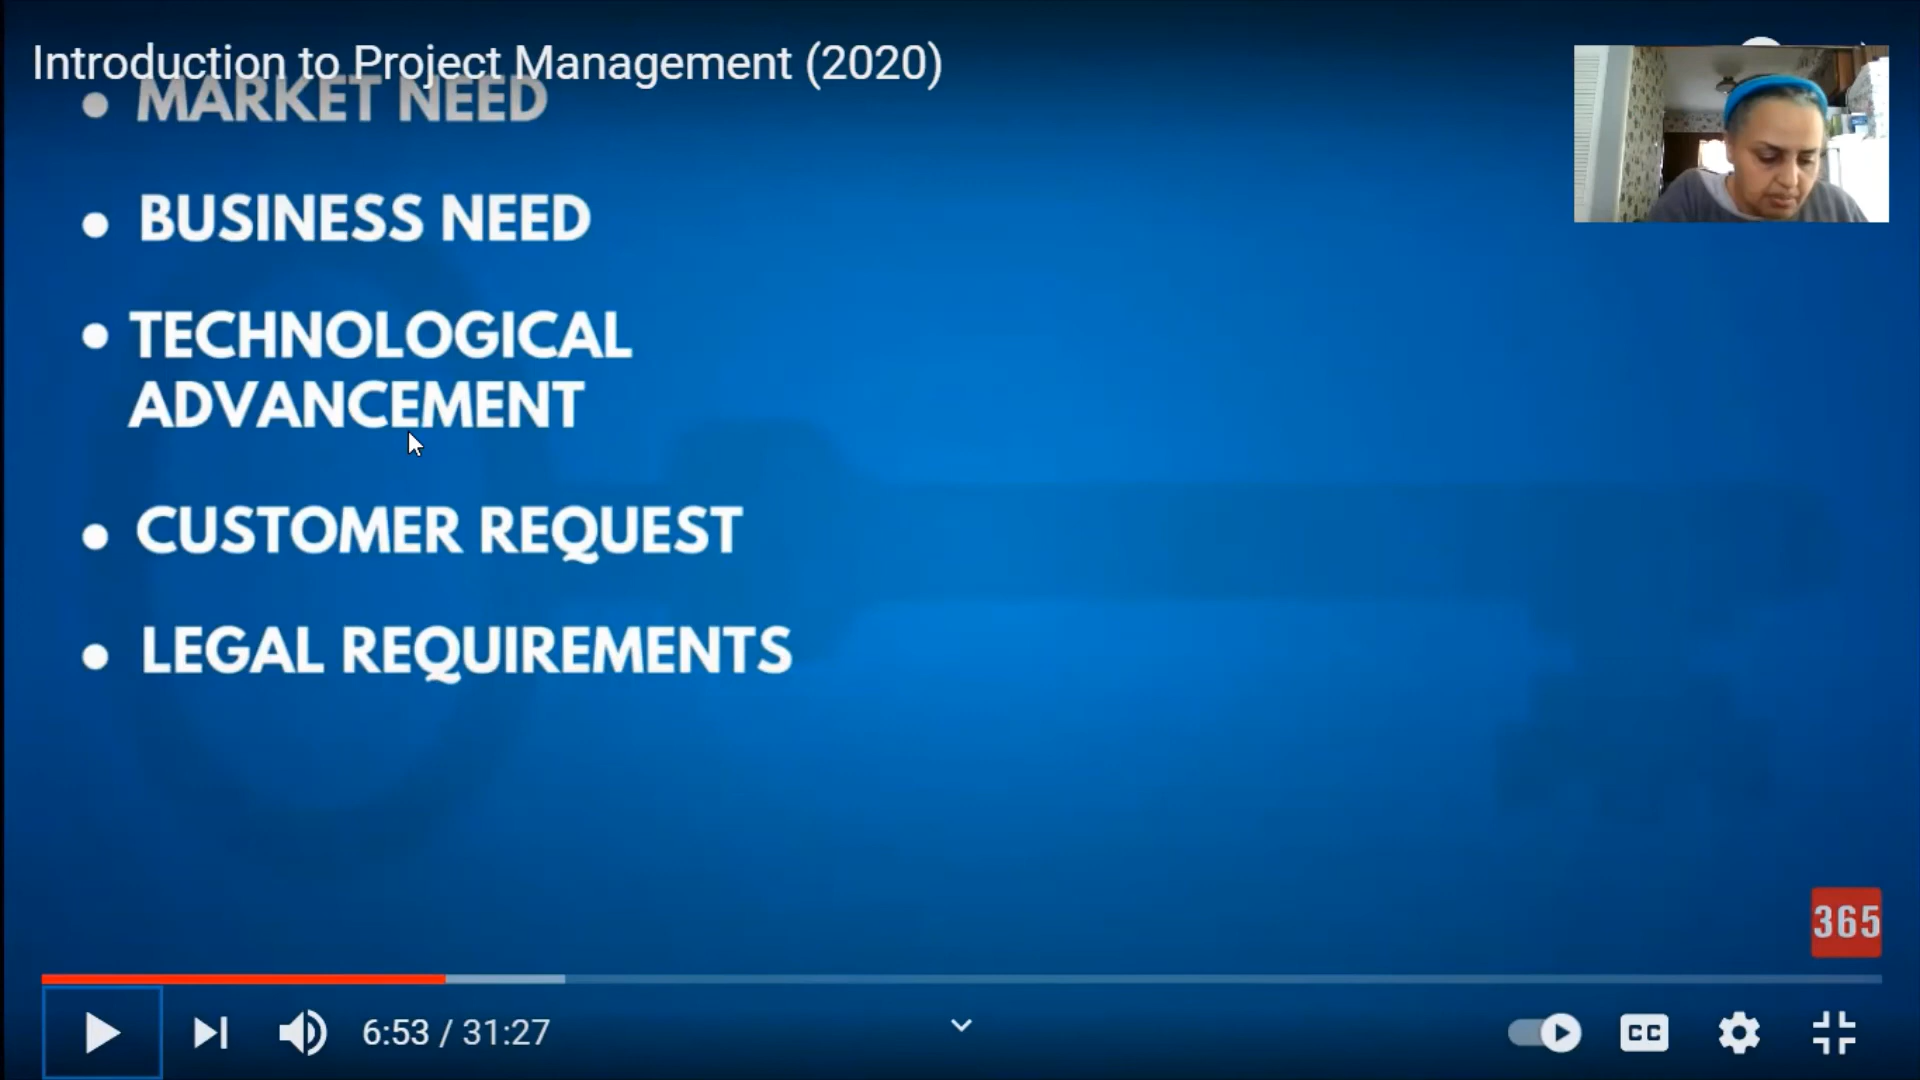 Introduction to Project Management (2020)
● MARKET NEED
● BUSINESS NEED
● TECHNOLOGICAL
ADVANCEMENT
● CUSTOMER REQUEST
● LEGAL REQUIREMENTS
365
6:53 / 31:27
CC